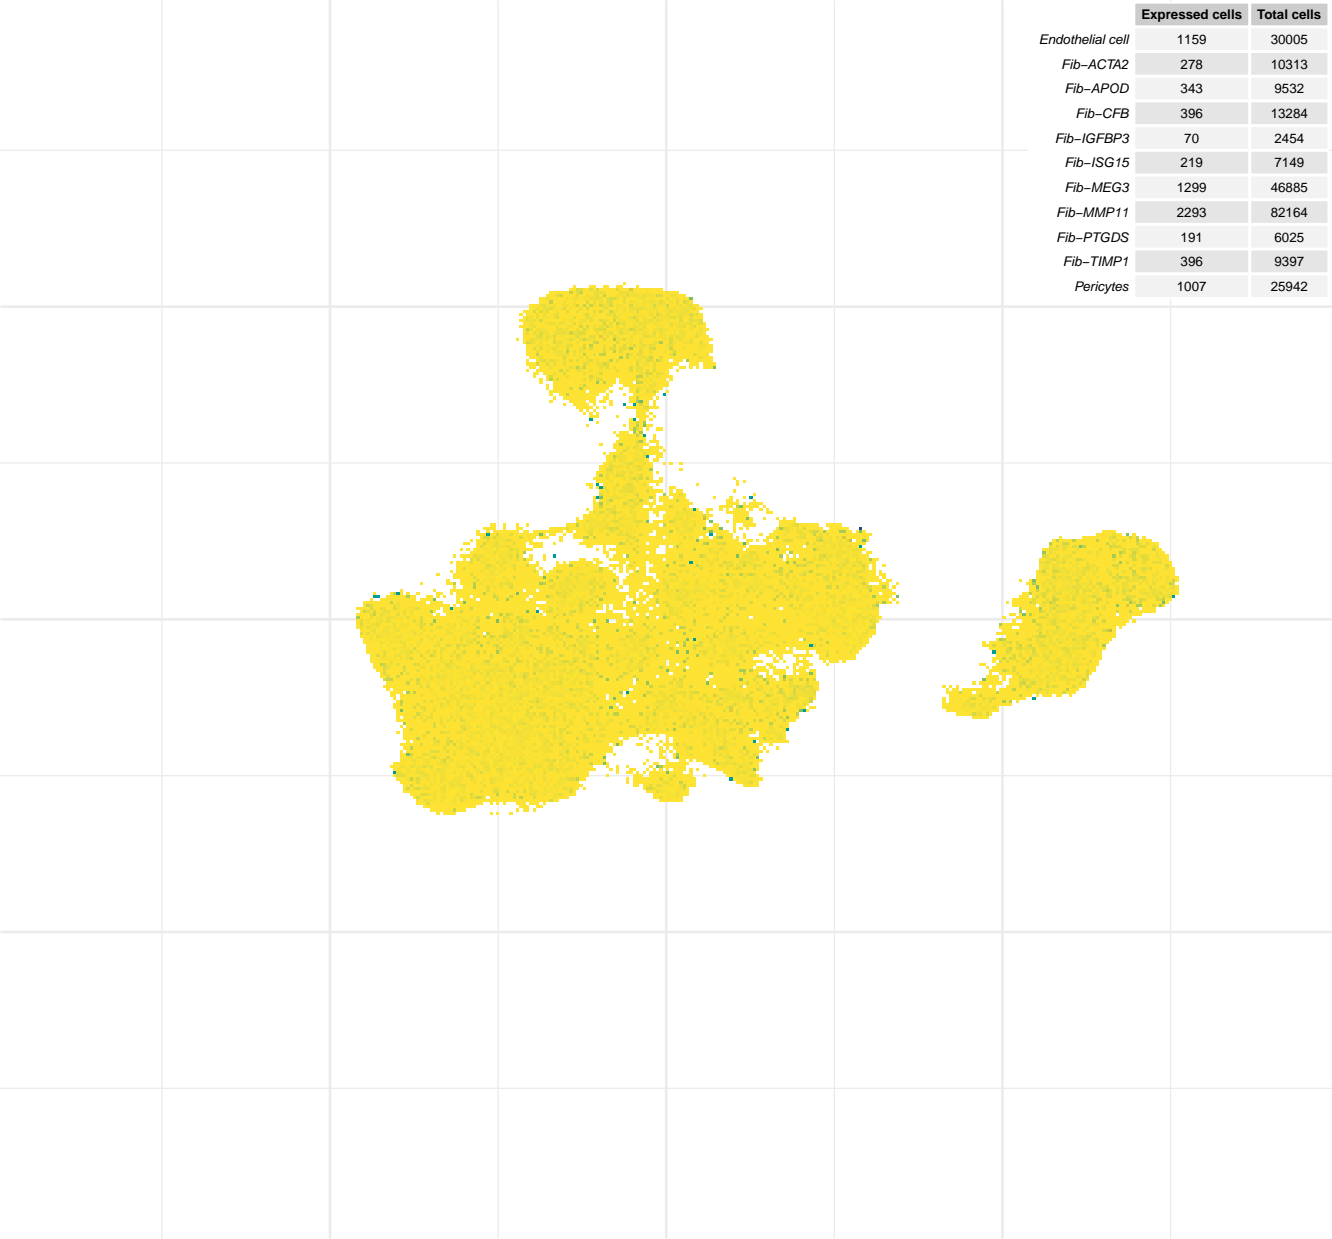 Expressed cells Total cells
Endothelial cell 1159 30005
Fib−ACTA2 278 10313
Fib−APOD 343 9532
Fib−CFB 396 13284
Fib−IGFBP3 70 2454
Fib−ISG15 219 7149
Fib−MEG3 1299 46885
Fib−MMP11 2293 82164
Fib−PTGDS 191 6025
Fib−TIMP1 396 9397
Pericytes 1007 25942